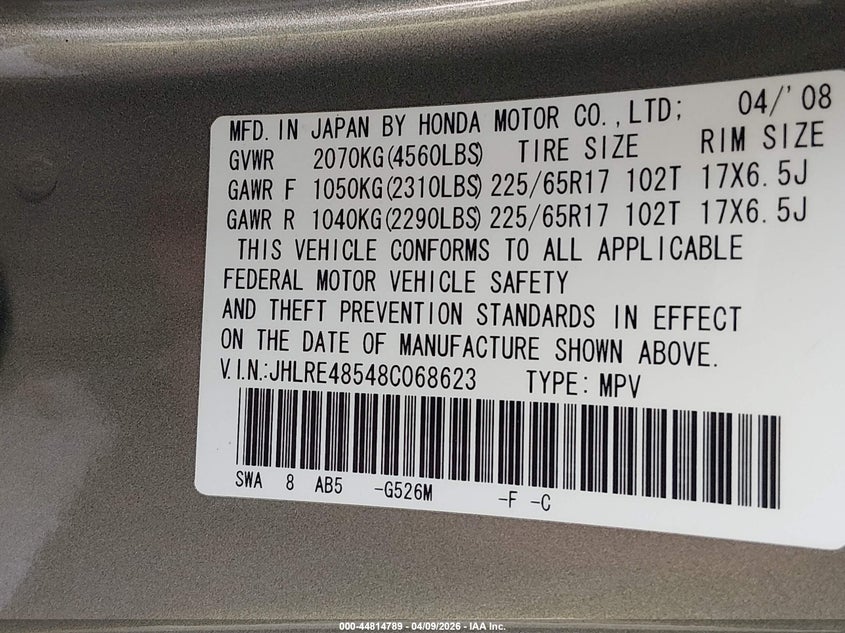 MFD. IN JAPAN BY HONDA MOTOR CO.,LTD; 04/'08
GVWR 2070KG(4560LBS) TIRE SIZE RIM SIZE
GAWR F 1050KG(2310LBS) 225/65R17 102T 17X6.5J
GAWR R 1040KG(2290LBS) 225/65R17 102T 17X6.5J
THIS VEHICLE CONFORMS TO ALL APPLICABLE
FEDERAL MOTOR VEHICLE SAFETY
AND THEFT PREVENTION STANDARDS IN EFFECT
ON THE DATE OF MANUFACTURE SHOWN ABOVE.
V.I.N.:JHLRE48548C068623 TYPE: MPV
SWA 8 AB5 -G526M -F -C
000-44814789 - 04/09/2026 - IAA Inc.